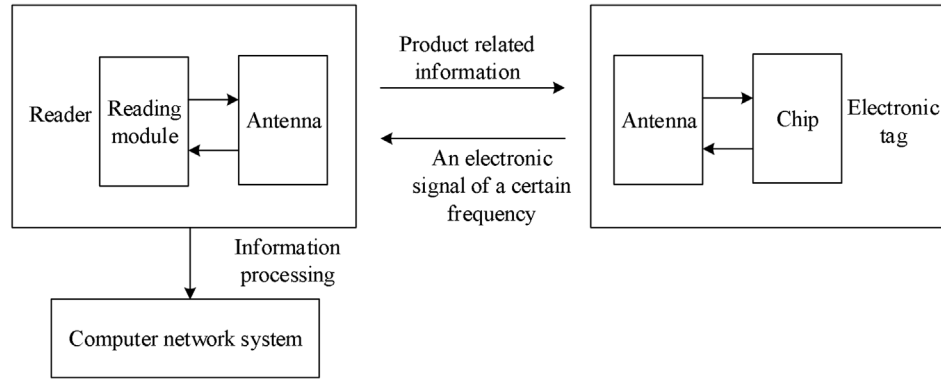 Reader
Reading
module
Antenna
Product related
information
An electronic
signal of a certain
frequency
Antenna
Chip
Electronic
tag
Information
processing
Computer network system